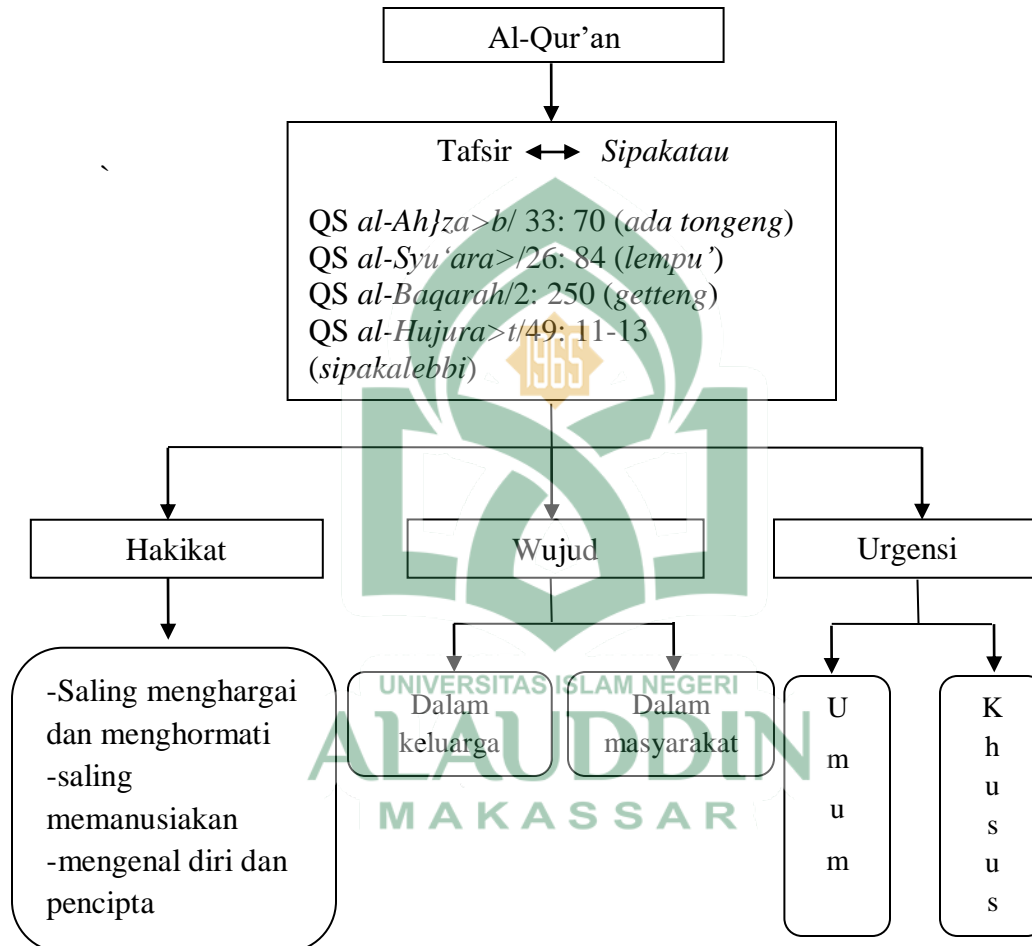 Al-Qur’an
`
Tafsir Sipakatau
QS al-Ah}za>b/ 33: 70 (ada tongeng)
QS al-Syu‘ara>/26: 84 (lempu’)
QS al-Baqarah/2: 250 (getteng)
QS al-Hujura>t/49: 11-13
(sipakalebbi)
1965
Hakikat
Wujud
Urgensi
-Saling menghargai
dan menghormati
-saling
memanusiakan
-mengenal diri dan
pencipta
Dalam
keluarga
Dalam
masyarakat
U
m
u
m
K
h
u
s
u
s
UNIVERSITAS ISLAM NEGERI
ALAUDDIN
MAKASSAR